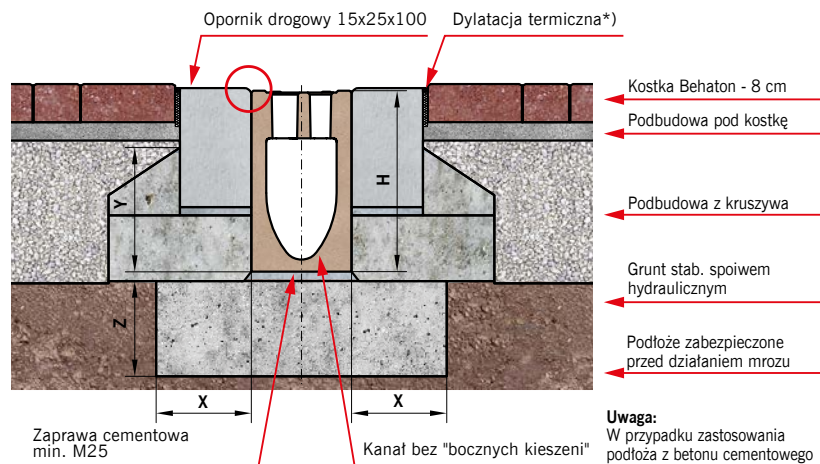 Opornik drogowy 15x25x100
Dylatacja termiczna*)
Kostka Behaton - 8 cm
Podbudowa pod kostkę
H
Y
Podbudowa z kruszywa
Grunt stab. spoiwem
hydraulicznym
Z
Podłoże zabezpieczone
przed działaniem mrozu
X
X
Zaprawa cementowa
min. M25
Kanał bez "bocznych kieszeni"
Uwaga:
W przypadku zastosowania
podłoża z betonu cementowego